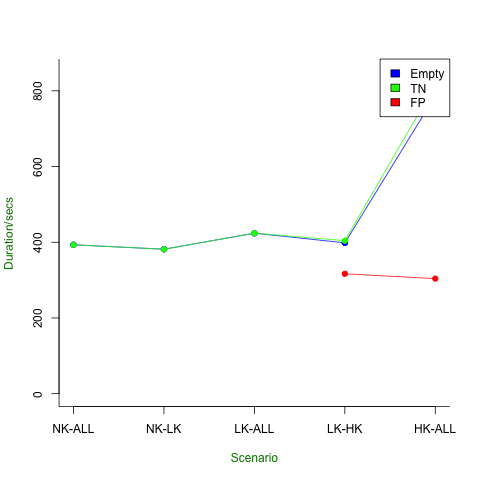 Empty
TN
FP
800
600
400
200
0
Duration/secs
NK-ALL NK-LK LK-ALL LK-HK HK-ALL
Scenario